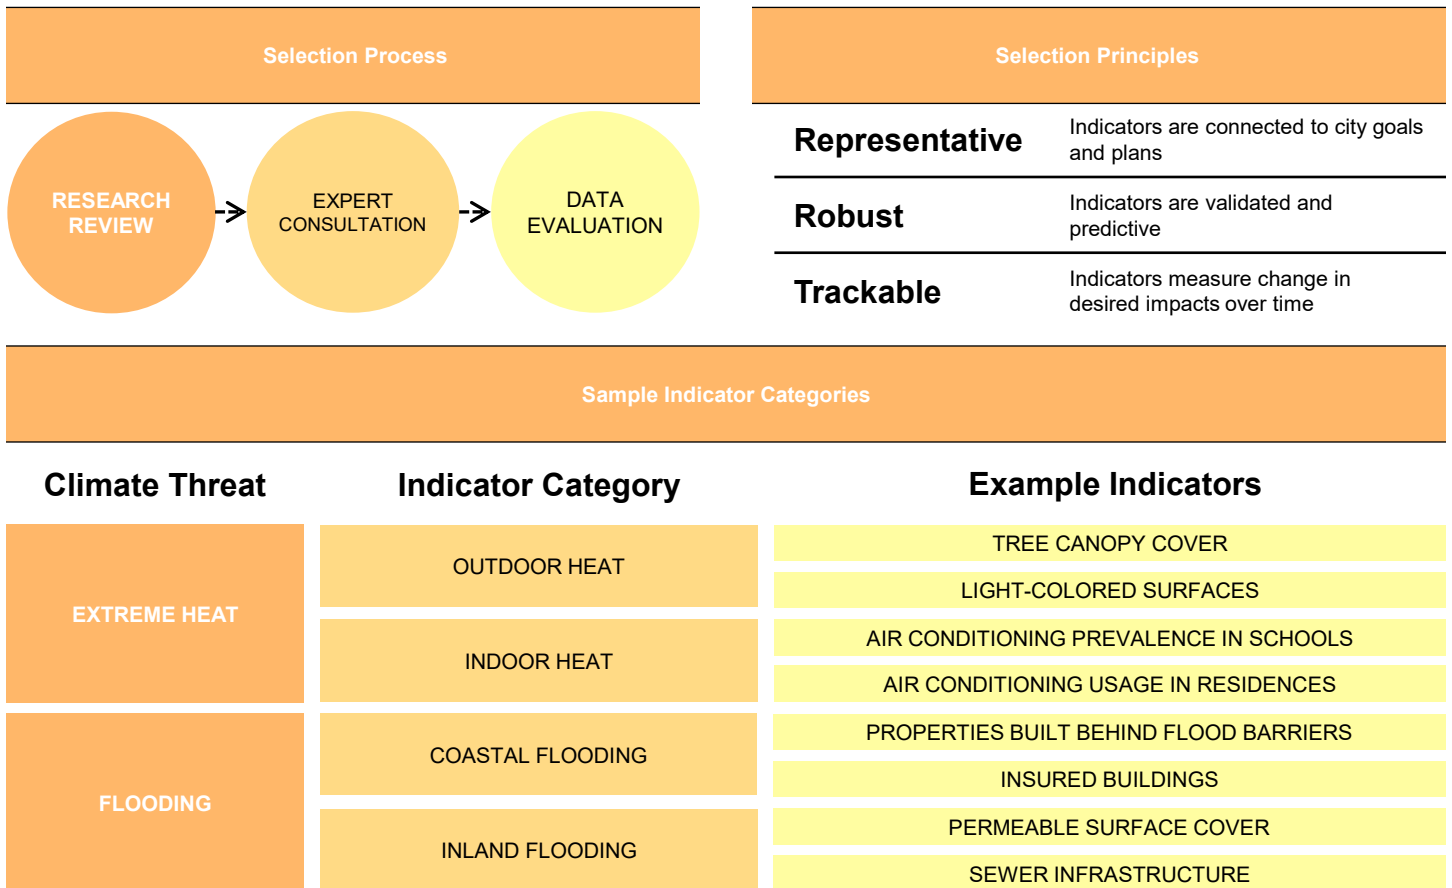 Selection Process
RESEARCH
REVIEW
EXPERT
CONSULTATION
DATA
EVALUATION
Selection Principles
Representative
Indicators are connected to city goals
and plans
Robust
Indicators are validated and
predictive
Trackable
Indicators measure change in
desired impacts over time
Sample Indicator Categories
Climate Threat
Indicator Category
Example Indicators
EXTREME HEAT
OUTDOOR HEAT
TREE CANOPY COVER
LIGHT-COLORED SURFACES
INDOOR HEAT
AIR CONDITIONING PREVALENCE IN SCHOOLS
AIR CONDITIONING USAGE IN RESIDENCES
FLOODING
COASTAL FLOODING
PROPERTIES BUILT BEHIND FLOOD BARRIERS
INSURED BUILDINGS
INLAND FLOODING
PERMEABLE SURFACE COVER
SEWER INFRASTRUCTURE